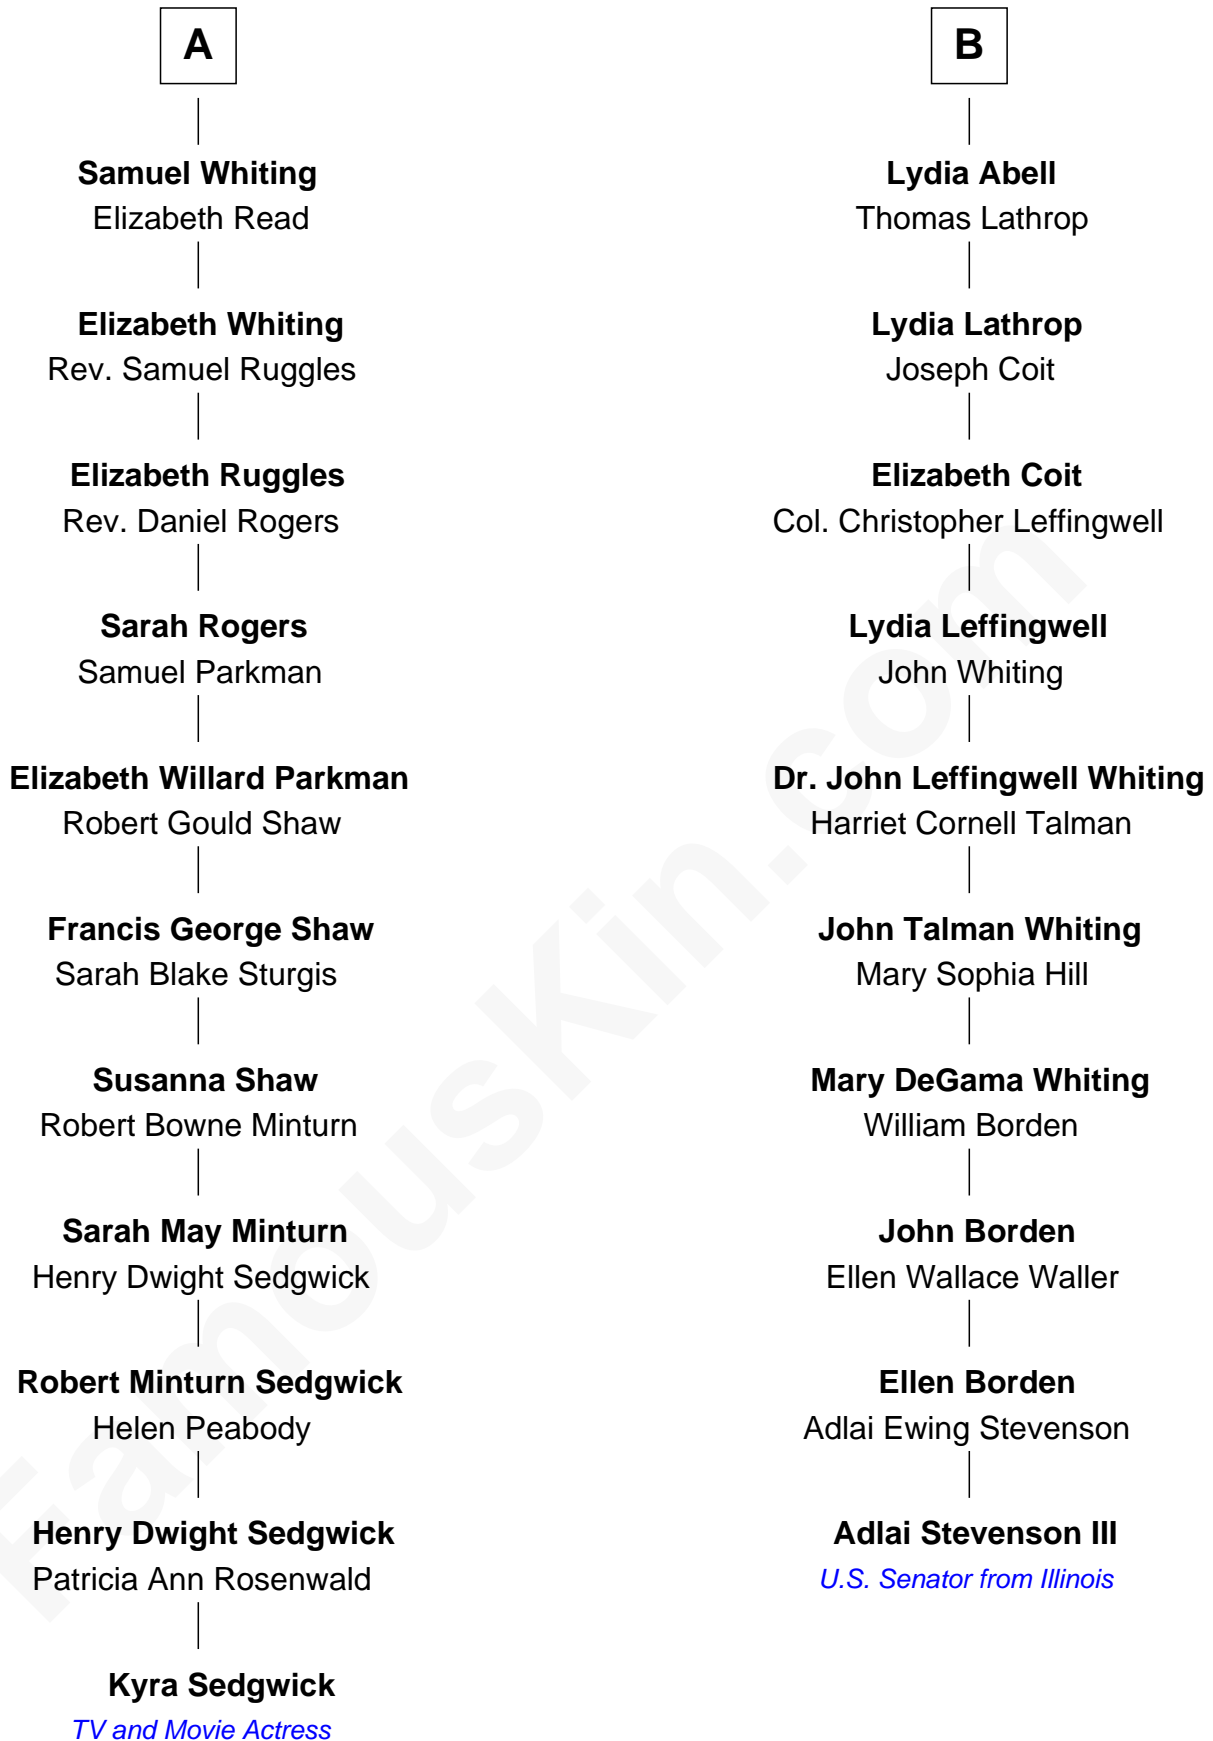 A
Samuel Whiting
Elizabeth Read
Elizabeth Whiting
Rev. Samuel Ruggles
Elizabeth Ruggles
Rev. Daniel Rogers
Sarah Rogers
Samuel Parkman
Elizabeth Willard Parkman
Robert Gould Shaw
Francis George Shaw
Sarah Blake Sturgis
Susanna Shaw
Robert Bowne Minturn
Sarah May Minturn
Henry Dwight Sedgwick
Robert Minturn Sedgwick
Helen Peabody
Henry Dwight Sedgwick
Patricia Ann Rosenwald
Kyra Sedgwick
TV and Movie Actress
B
Lydia Abell
Thomas Lathrop
Lydia Lathrop
Joseph Coit
Elizabeth Coit
Col. Christopher Leffingwell
Lydia Leffingwell
John Whiting
Dr. John Leffingwell Whiting
Harriet Cornell Talman
John Talman Whiting
Mary Sophia Hill
Mary DeGama Whiting
William Borden
John Borden
Ellen Wallace Waller
Ellen Borden
Adlai Ewing Stevenson
Adlai Stevenson III
U.S. Senator from Illinois
FamousKin.com